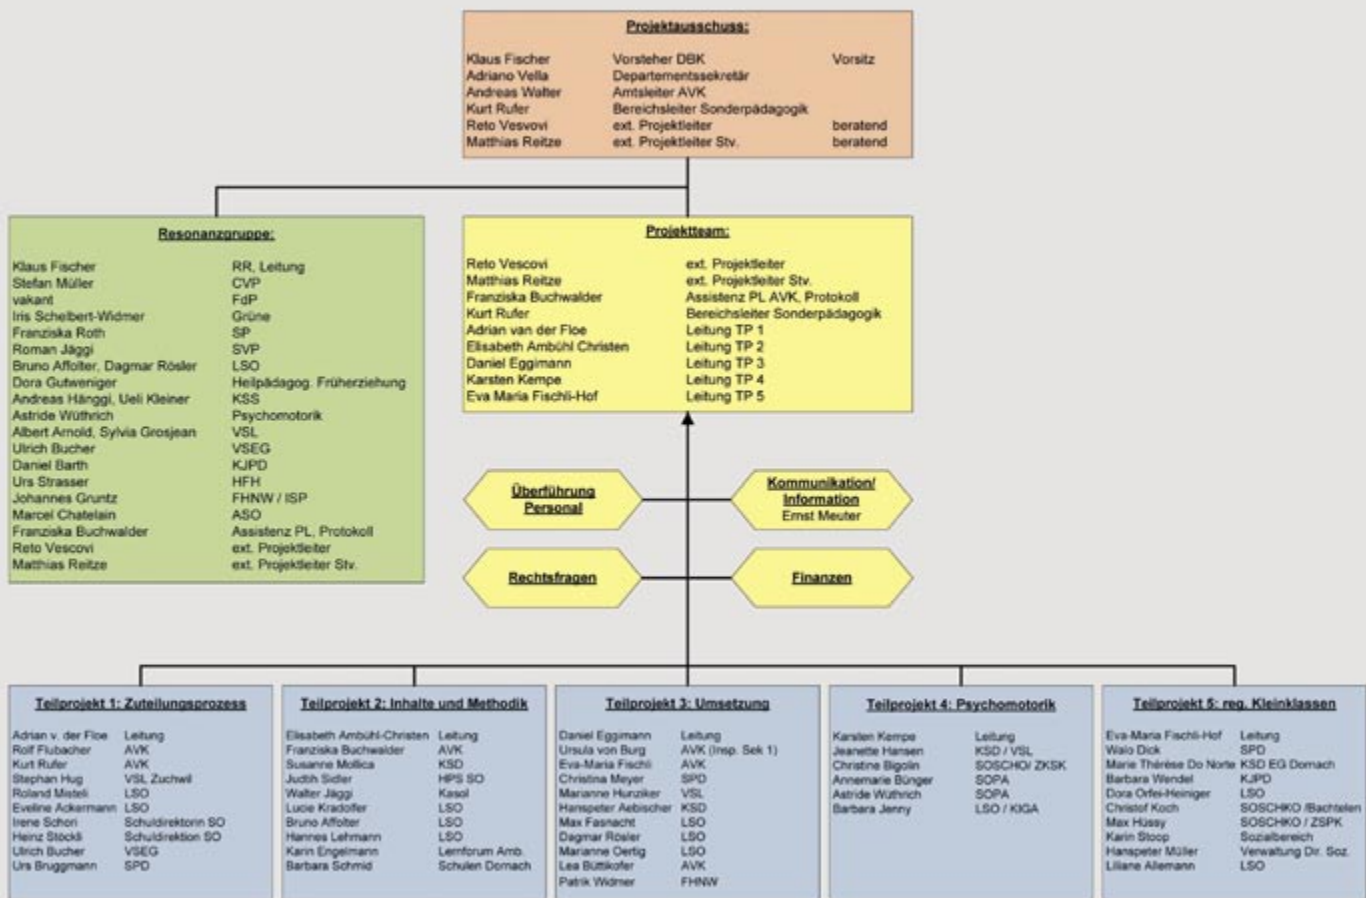 Projektausschuss:
Klaus Fischer Vorsteher DBK Vorsitz
Adriano Vella Departementssekretär
Andreas Walter Amtsleiter AVK
Kurt Rufer Bereichsleiter Sonderpädagogik
Reto Vesvovi ext. Projektleiter beratend
Matthias Reitze ext. Projektleiter Stv. beratend
Resonanzgruppe:
Klaus Fischer RR, Leitung
Stefan Müller CVP
vakant FdP
Iris Schelbert-Widmer Grüne
Franziska Roth SP
Roman Jäggi SVP
Bruno Affolter, Dagmar Rösler LSO
Dora Gutweniger Heilpädagog. Früherziehung
Andreas Hänggi, Ueli Kleiner KSS
Astride Wüthrich Psychomotorik
Albert Arnold, Sylvia Grosjean VSL
Ulrich Bucher VSEG
Daniel Barth KJPD
Urs Strasser HFH
Johannes Gruntz FHNW / ISP
Marcel Chatelain ASO
Franziska Buchwalder Assistenz PL, Protokoll
Reto Vescovi ext. Projektleiter
Matthias Reitze ext. Projektleiter Stv.
Projektteam:
Reto Vescovi ext. Projektleiter
Matthias Reitze ext. Projektleiter Stv.
Franziska Buchwalder Assistenz PL AVK, Protokoll
Kurt Rufer Bereichsleiter Sonderpädagogik
Adrian van der Floe Leitung TP 1
Elisabeth Ambühl Christen Leitung TP 2
Daniel Eggimann Leitung TP 3
Karsten Kempe Leitung TP 4
Eva Maria Fischli-Hof Leitung TP 5
Überführung
Personal
Kommunikation/
Information
Ernst Meuter
Rechtsfragen
Finanzen
Teilprojekt 1: Zuteilungsprozess
Adrian v. der Floe Leitung
Rolf Flubacher AVK
Kurt Rufer AVK
Stephan Hug VSL Zuchwil
Roland Misteli LSO
Eveline Ackermann LSO
Irene Schori Schuldirektorin SO
Heinz Stöckli Schuldirektion SO
Ulrich Bucher VSEG
Urs Bruggmann SPD
Teilprojekt 2: Inhalte und Methodik
Elisabeth Ambühl-Christen Leitung
Franziska Buchwalder AVK
Susanne Mollica KSD
Judith Sidler HPS SO
Walter Jäggi Kasol
Lucie Kradolfer LSO
Bruno Affolter LSO
Hannes Lehmann LSO
Karin Engelmann Lernforum Amb.
Barbara Schmid Schulen Dornach
Teilprojekt 3: Umsetzung
Daniel Eggimann Leitung
Ursula von Burg AVK (Insp. Sek 1)
Eva-Maria Fischli AVK
Christina Meyer SPD
Marianne Hunziker VSL
Hanspeter Aebischer KSD
Max Fasnacht LSO
Dagmar Rösler LSO
Marianne Oertig LSO
Lea Büttikofer AVK
Patrik Widmer FHNW
Teilprojekt 4: Psychomotorik
Karsten Kempe Leitung
Jeanette Hansen KSD / VSL
Christine Bigolin SOSCHO/ ZKSK
Annemarie Bünger SOPA
Astride Wüthrich SOPA
Barbara Jenny LSO / KIGA
Teilprojekt 5: reg. Kleinklassen
Eva-Maria Fischli-Hof Leitung
Walo Dick SPD
Marie Thérèse Do Norte KSD EG Dornach
Barbara Wendel KJPD
Dora Orfei-Heiniger LSO
Christof Koch SOSCHKO /Bachtelen
Max Hüssy SOSCHKO / ZSPK
Karin Stoop Sozialbereich
Hanspeter Müller Verwaltung Dir. Soz.
Liliane Allemann LSO